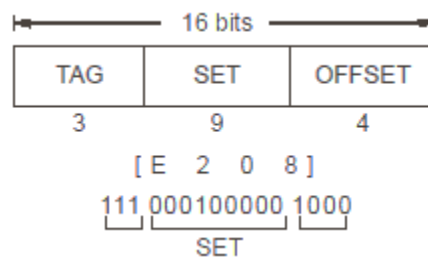 16 bits
TAG SET OFFSET
3 9 4
[ E 2 0 8 ]
111 000100000 1000
SET